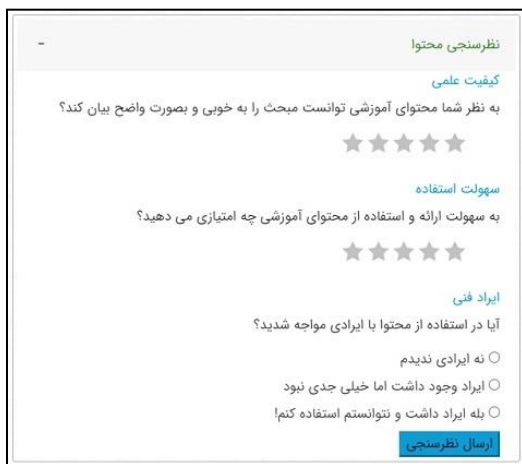 نظرسنجی محتوا
-
کیفیت علمی
به نظر شما محتوای آموزشی توانست مبحث را به خوبی و بصورت واضح بیان کند؟
سهولت استفاده
به سهولت ارائه و استفاده از محتوای آموزشی چه امتیازی می دهید؟
ایراد فنی
آیا در استفاده از محتوا با ایرادی مواجه شدید؟
نه ایرادی ندیدم
ایراد وجود داشت اما خیلی جدی نبود
بله ایراد داشت و نتوانستم استفاده کنم!
ارسال نظرسنجی